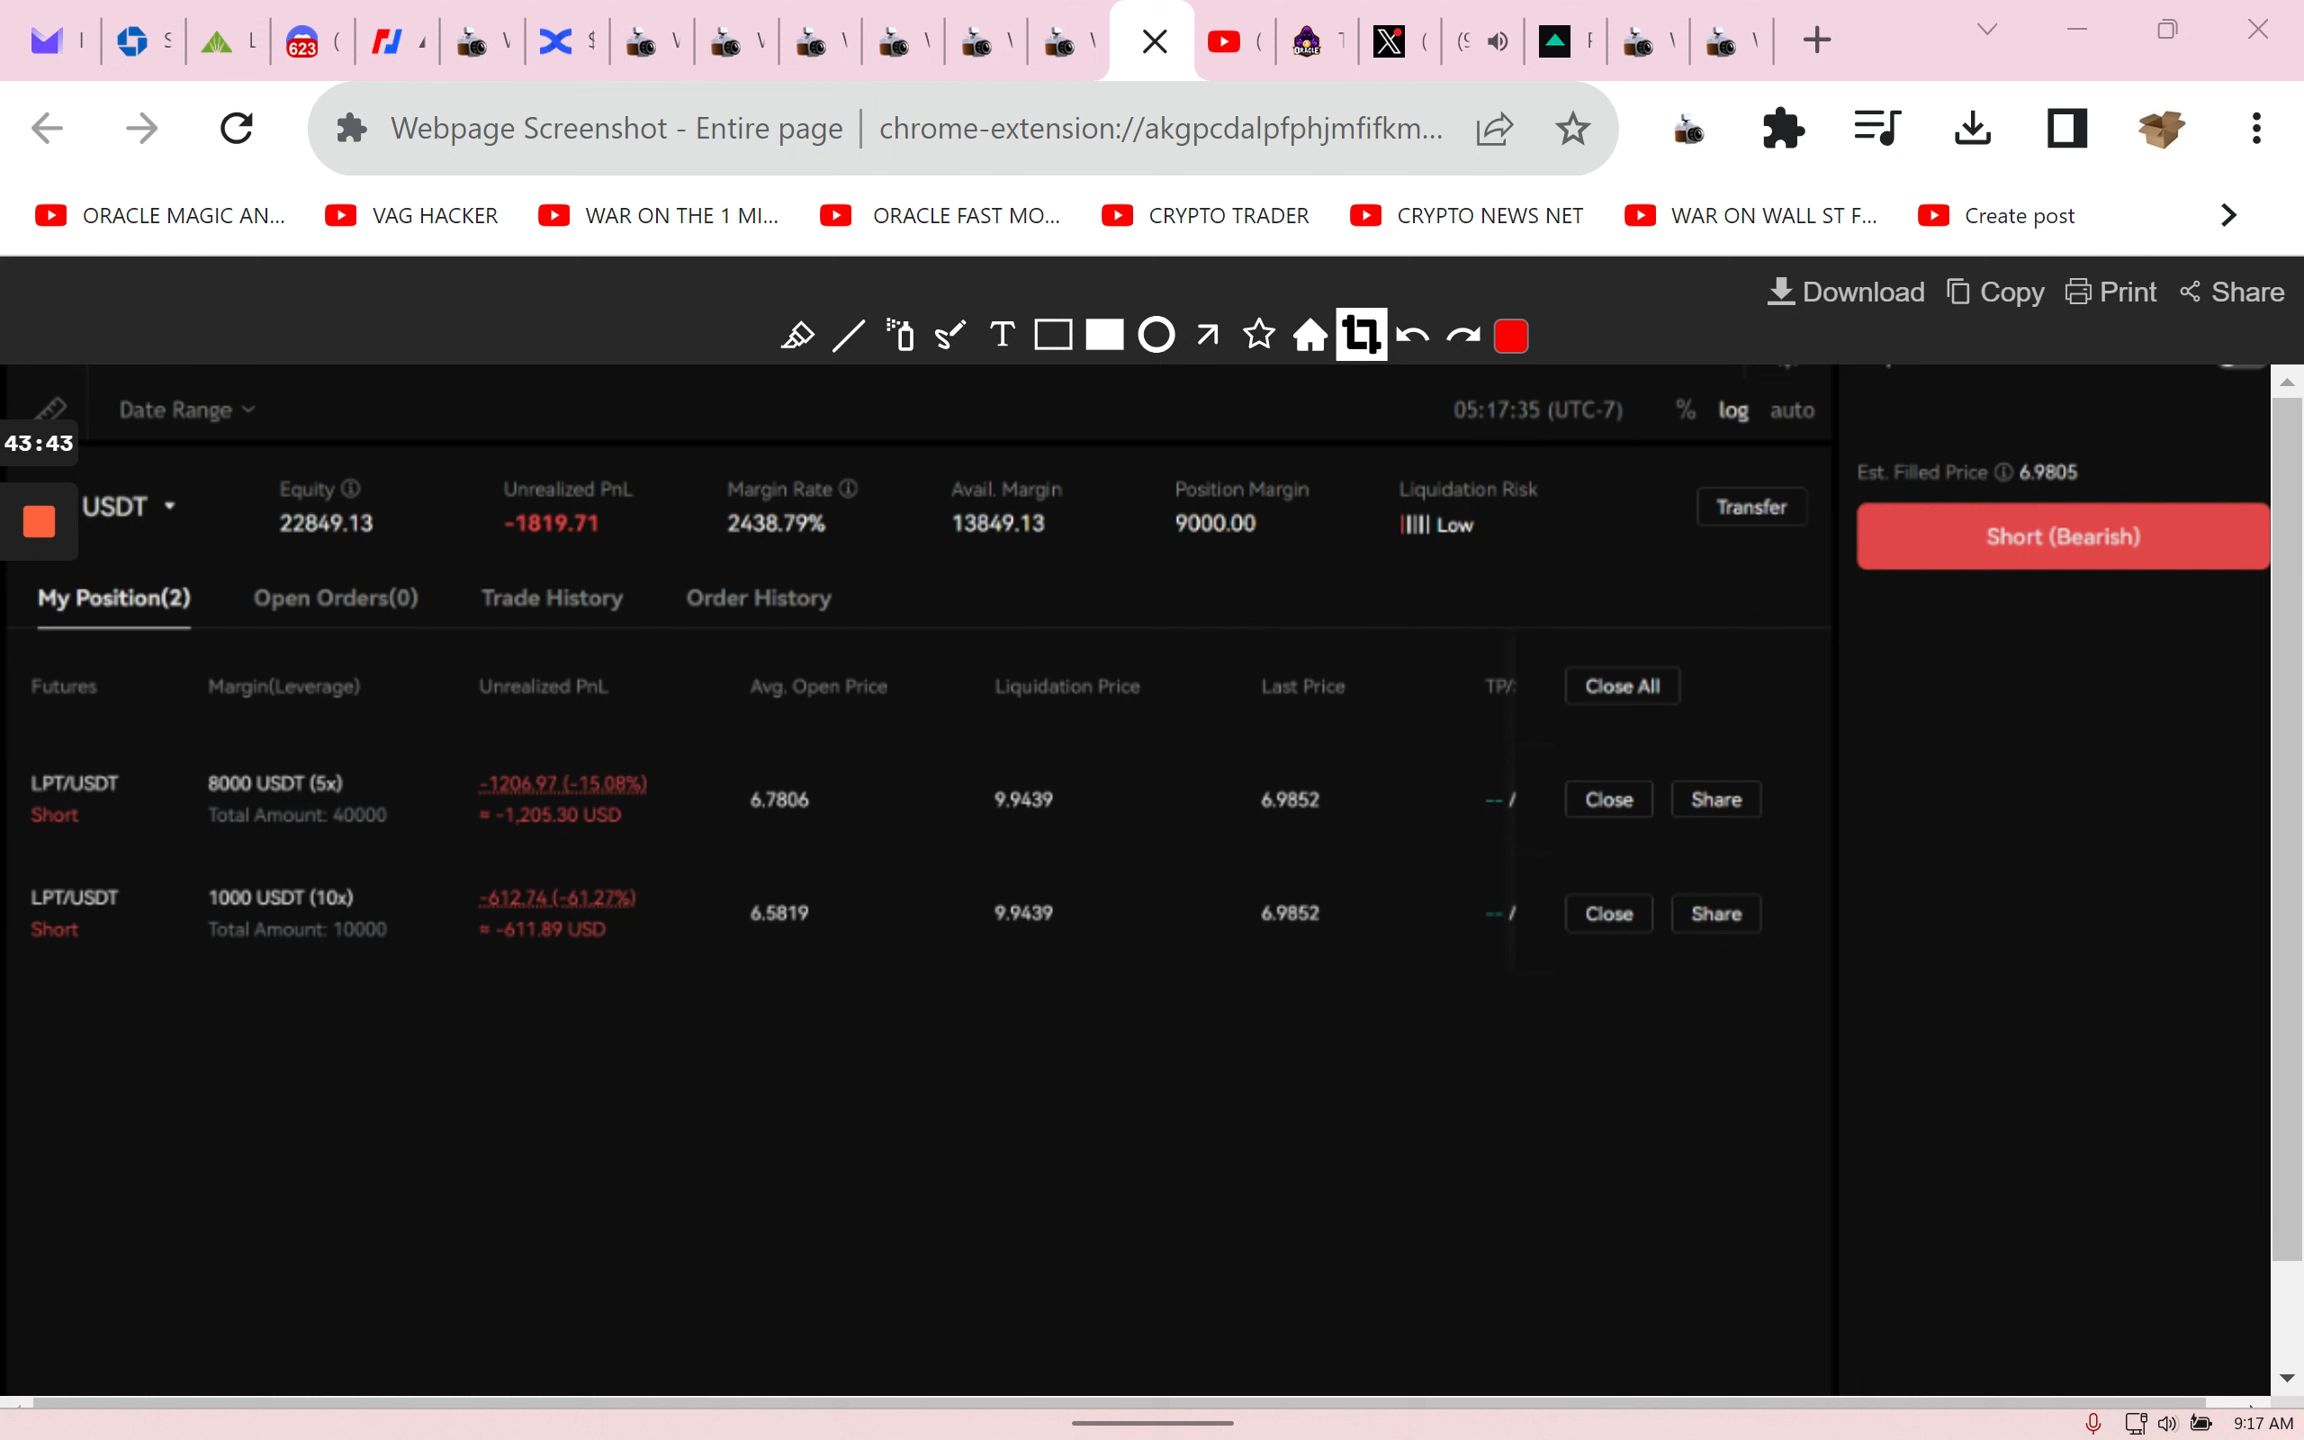 623
ORACLE
Webpage Screenshot - Entire page | chrome-extension://akgpcdalpfphjmfifkm...
ORACLE MAGIC AN... VAG HACKER WAR ON THE 1 MI... ORACLE FAST MO... CRYPTO TRADER CRYPTO NEWS NET WAR ON WALL ST F... Create post
Download Copy Print Share
Date Range 05:17:35 (UTC-7) % log auto
43:43
USDT
Equity Unrealized PnL Margin Rate Avail. Margin Position Margin Liquidation Risk
22849.13 -1819.71 2438.79% 13849.13 9000.00 Low
Transfer
Est. Filled Price 6.9805
Short (Bearish)
My Position(2) Open Orders(0) Trade History Order History
Futures Margin(Leverage) Unrealized PnL Avg. Open Price Liquidation Price Last Price TP/ Close All
LPT/USDT 8000 USDT (5x) -1206.97 (-15.08%) 6.7806 9.9439 6.9852 -- / Close Share
Short Total Amount: 40000 ≈ -1,205.30 USD
LPT/USDT 1000 USDT (10x) -612.74 (-61.27%) 6.5819 9.9439 6.9852 -- / Close Share
Short Total Amount: 10000 ≈ -611.89 USD
9:17 AM